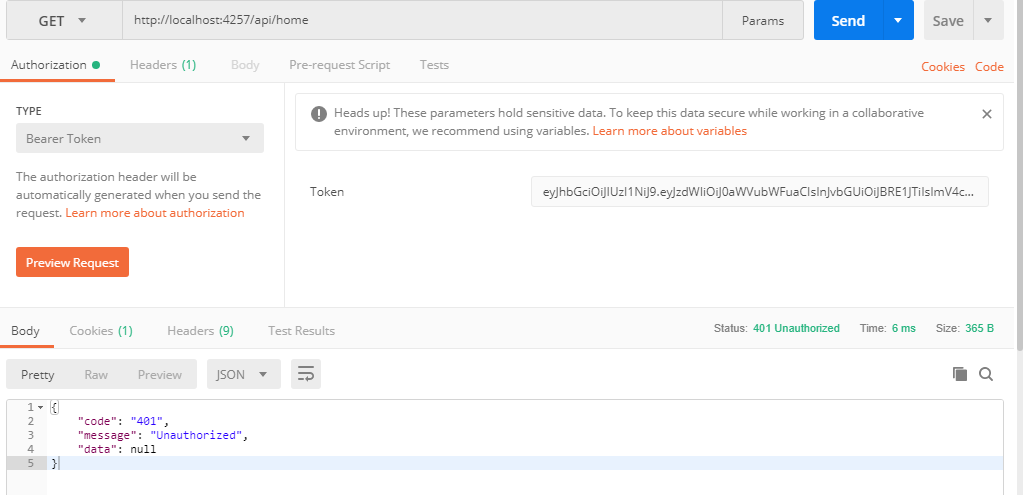 GET http://localhost:4257/api/home Params Send Save
Authorization Headers (1) Body Pre-request Script Tests Cookies Code
TYPE
Bearer Token
The authorization header will be
automatically generated when you send the
request. Learn more about authorization
Preview Request
Heads up! These parameters hold sensitive data. To keep this data secure while working in a collaborative
environment, we recommend using variables. Learn more about variables
Token eyJhbGciOiJIUzI1NiJ9.eyJzdWIiOiJ0aWVubWFuaCIsInJvbGUiOiJBRE1JTiIsImV4c...
Body Cookies (1) Headers (9) Test Results Status: 401 Unauthorized Time: 6 ms Size: 365 B
Pretty Raw Preview JSON
1 {
2 "code": "401",
3 "message": "Unauthorized",
4 "data": null
5 }